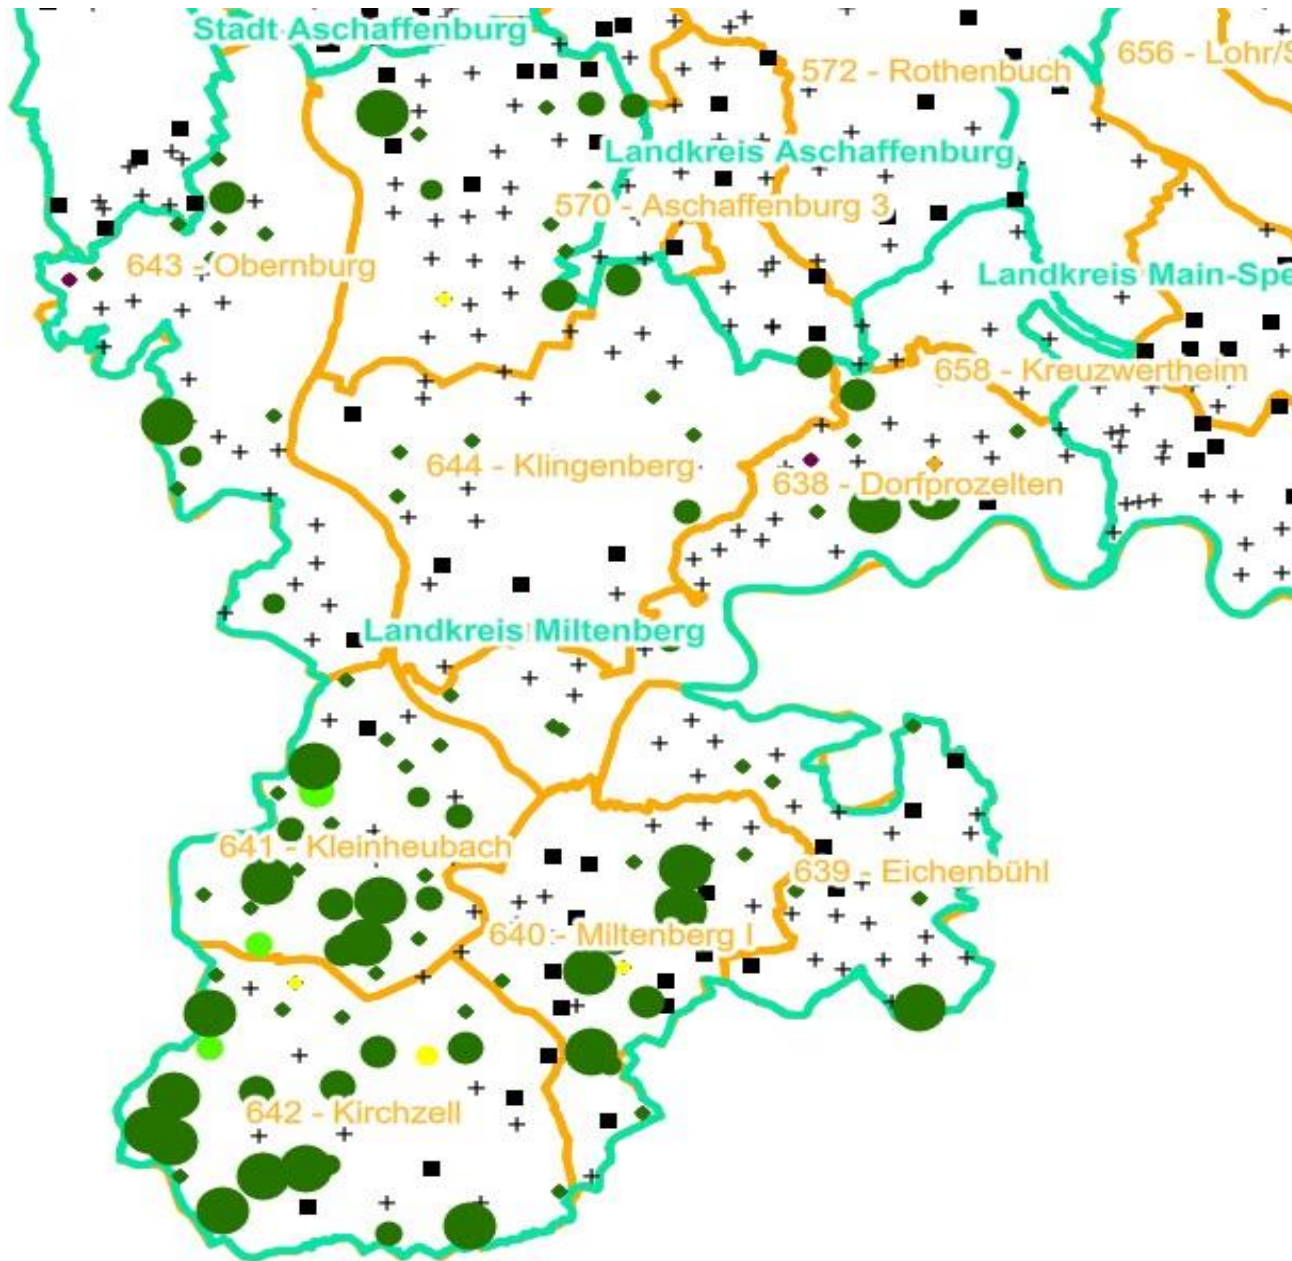 Stadt Aschaffenburg
656 - Lohr/S
572 - Rothenbuch
Landkreis Aschaffenburg
570 - Aschaffenburg 3
643 - Obernburg
Landkreis Main-Spe
658 - Kreuzwertheim
644 - Klingenberg
638 - Dorfprozelten
Landkreis Miltenberg
641 - Kleinheubach
639 - Eichenbühl
640 - Miltenberg I
642 - Kirchzell